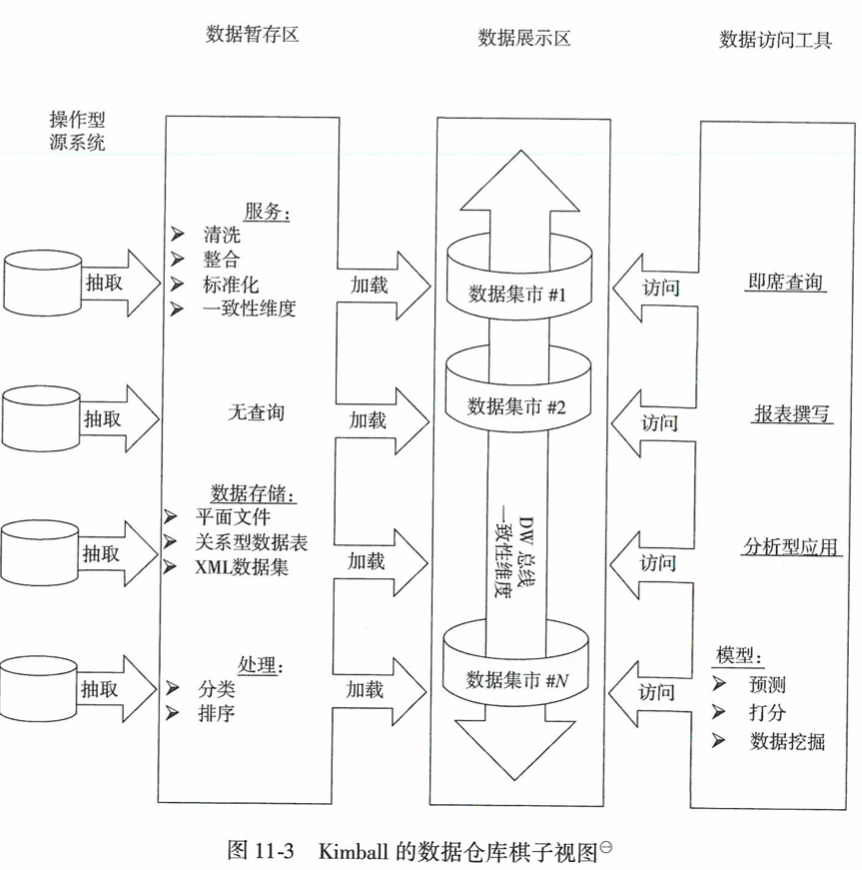 数据暂存区
数据展示区
数据访问工具
操作型
源系统
服务：
清洗
整合
标准化
一致性维度
抽取
加载
数据集市 #1
访问
即席查询
抽取
无查询
加载
数据集市 #2
访问
报表撰写
数据存储：
平面文件
关系型数据表
XML数据集
抽取
加载
DW 总线
一致性维度
访问
分析型应用
处理：
分类
排序
抽取
加载
数据集市 #N
访问
模型：
预测
打分
数据挖掘
图 11-3 Kimball 的数据仓库棋子视图㊀